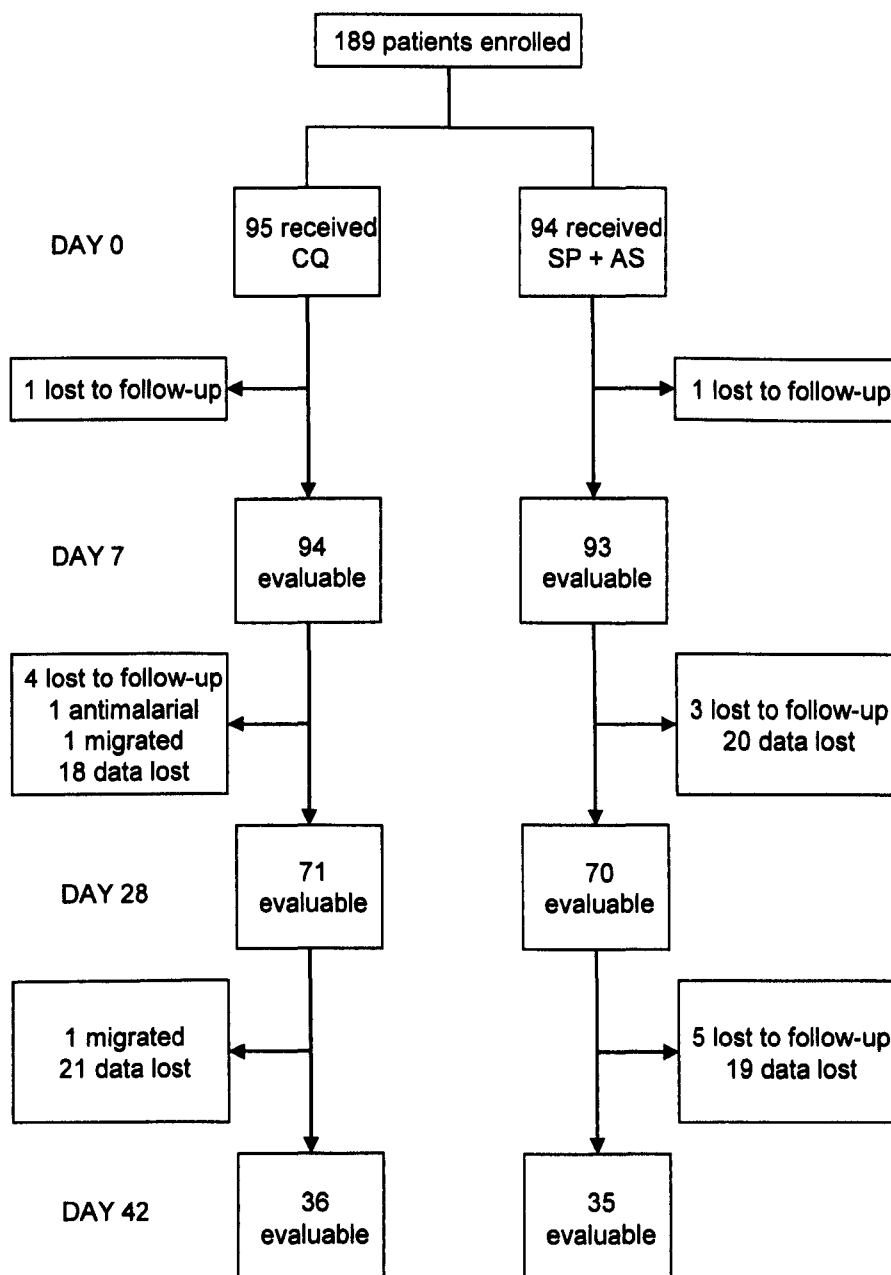 189 patients enrolled
DAY 0
95 received
CQ
94 received
SP + AS
1 lost to follow-up
1 lost to follow-up
DAY 7
94
evaluable
93
evaluable
4 lost to follow-up
1 antimalarial
1 migrated
18 data lost
3 lost to follow-up
20 data lost
DAY 28
71
evaluable
70
evaluable
1 migrated
21 data lost
5 lost to follow-up
19 data lost
DAY 42
36
evaluable
35
evaluable